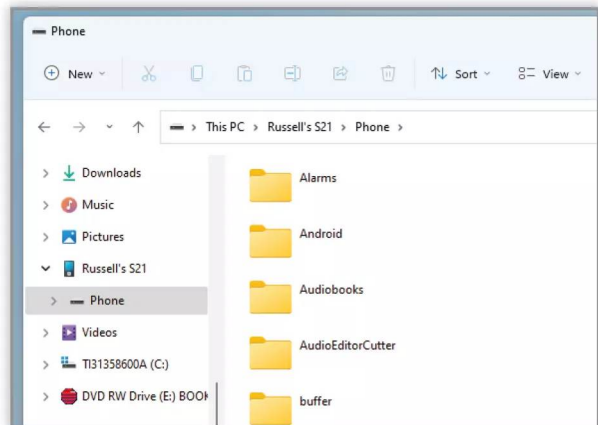 Phone
New
Sort
View
This PC > Russell's S21 > Phone >
Downloads
Music
Pictures
Russell's S21
Phone
Videos
TI31358600A (C:)
DVD RW Drive (E:) BOOK
Alarms
Android
Audiobooks
AudioEditorCutter
buffer